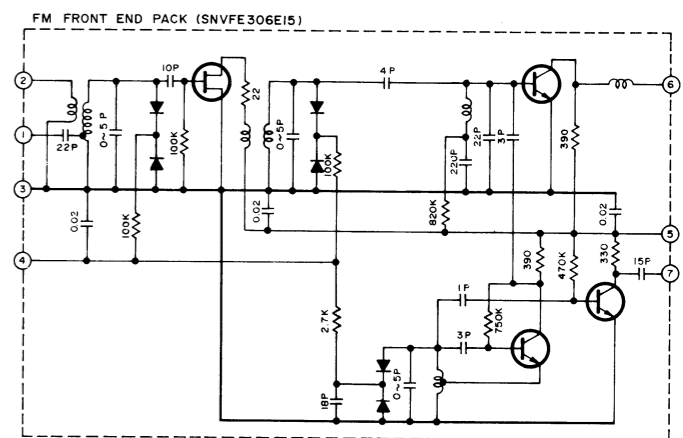 FM FRONT END PACK (SNVFE306E15)
2
10P
4P
6
22
1
22P
0~5P
100K
0~5P
100K
22P
3P
390
220P
3
0.02
100K
0.02
820K
0.02
5
4
390
470K
330
15P
7
2.7K
1P
750K
3P
18P
0~5P